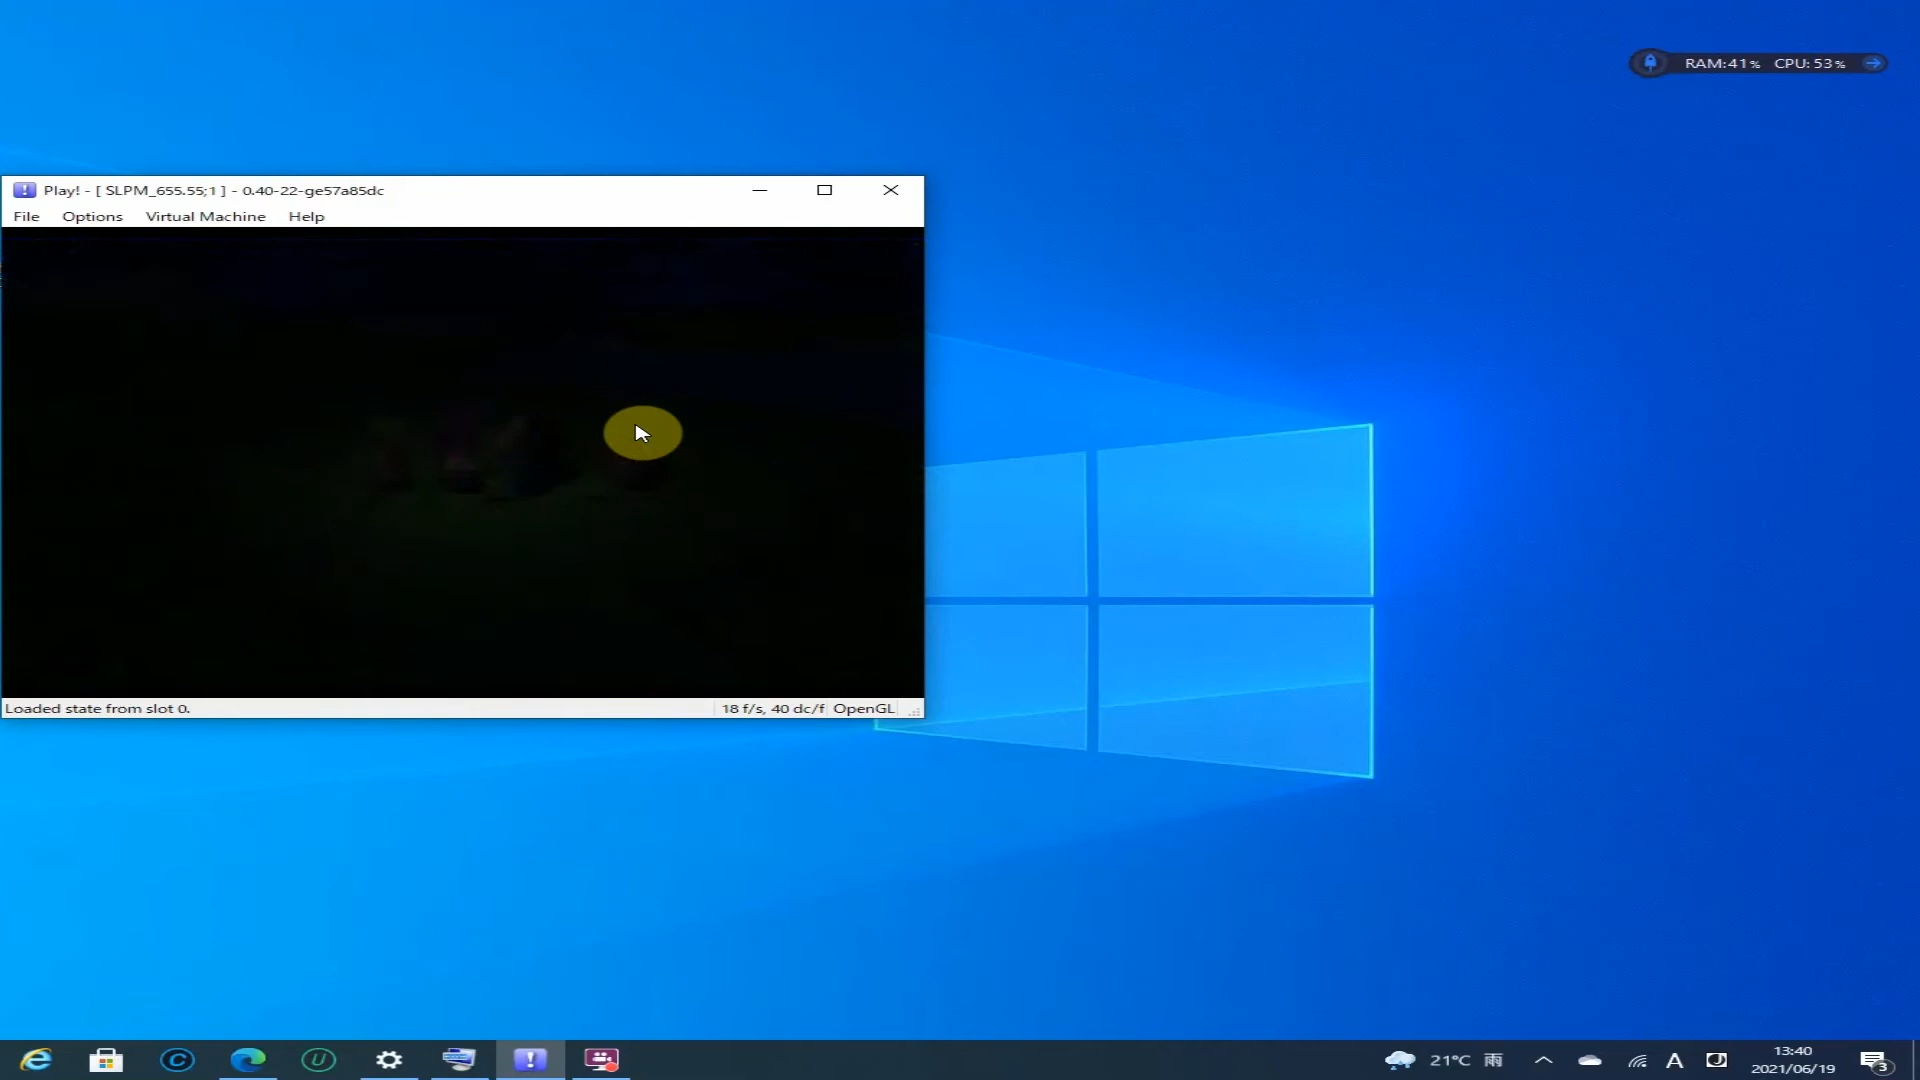 RAM:41% CPU:53%
Play! - [ SLPM_655.55;1 ] - 0.40-22-ge57a85dc
File Options Virtual Machine Help
Loaded state from slot 0. 18 f/s, 40 dc/f OpenGL
21°C 雨 A 13:40
2021/06/19 3